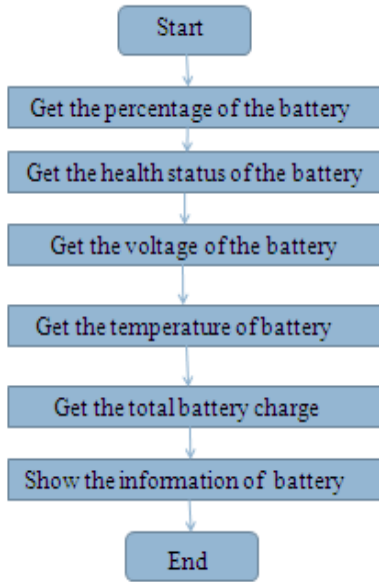 Start
Get the percentage of the battery
Get the health status of the battery
Get the voltage of the battery
Get the temperature of battery
Get the total battery charge
Show the information of battery
End